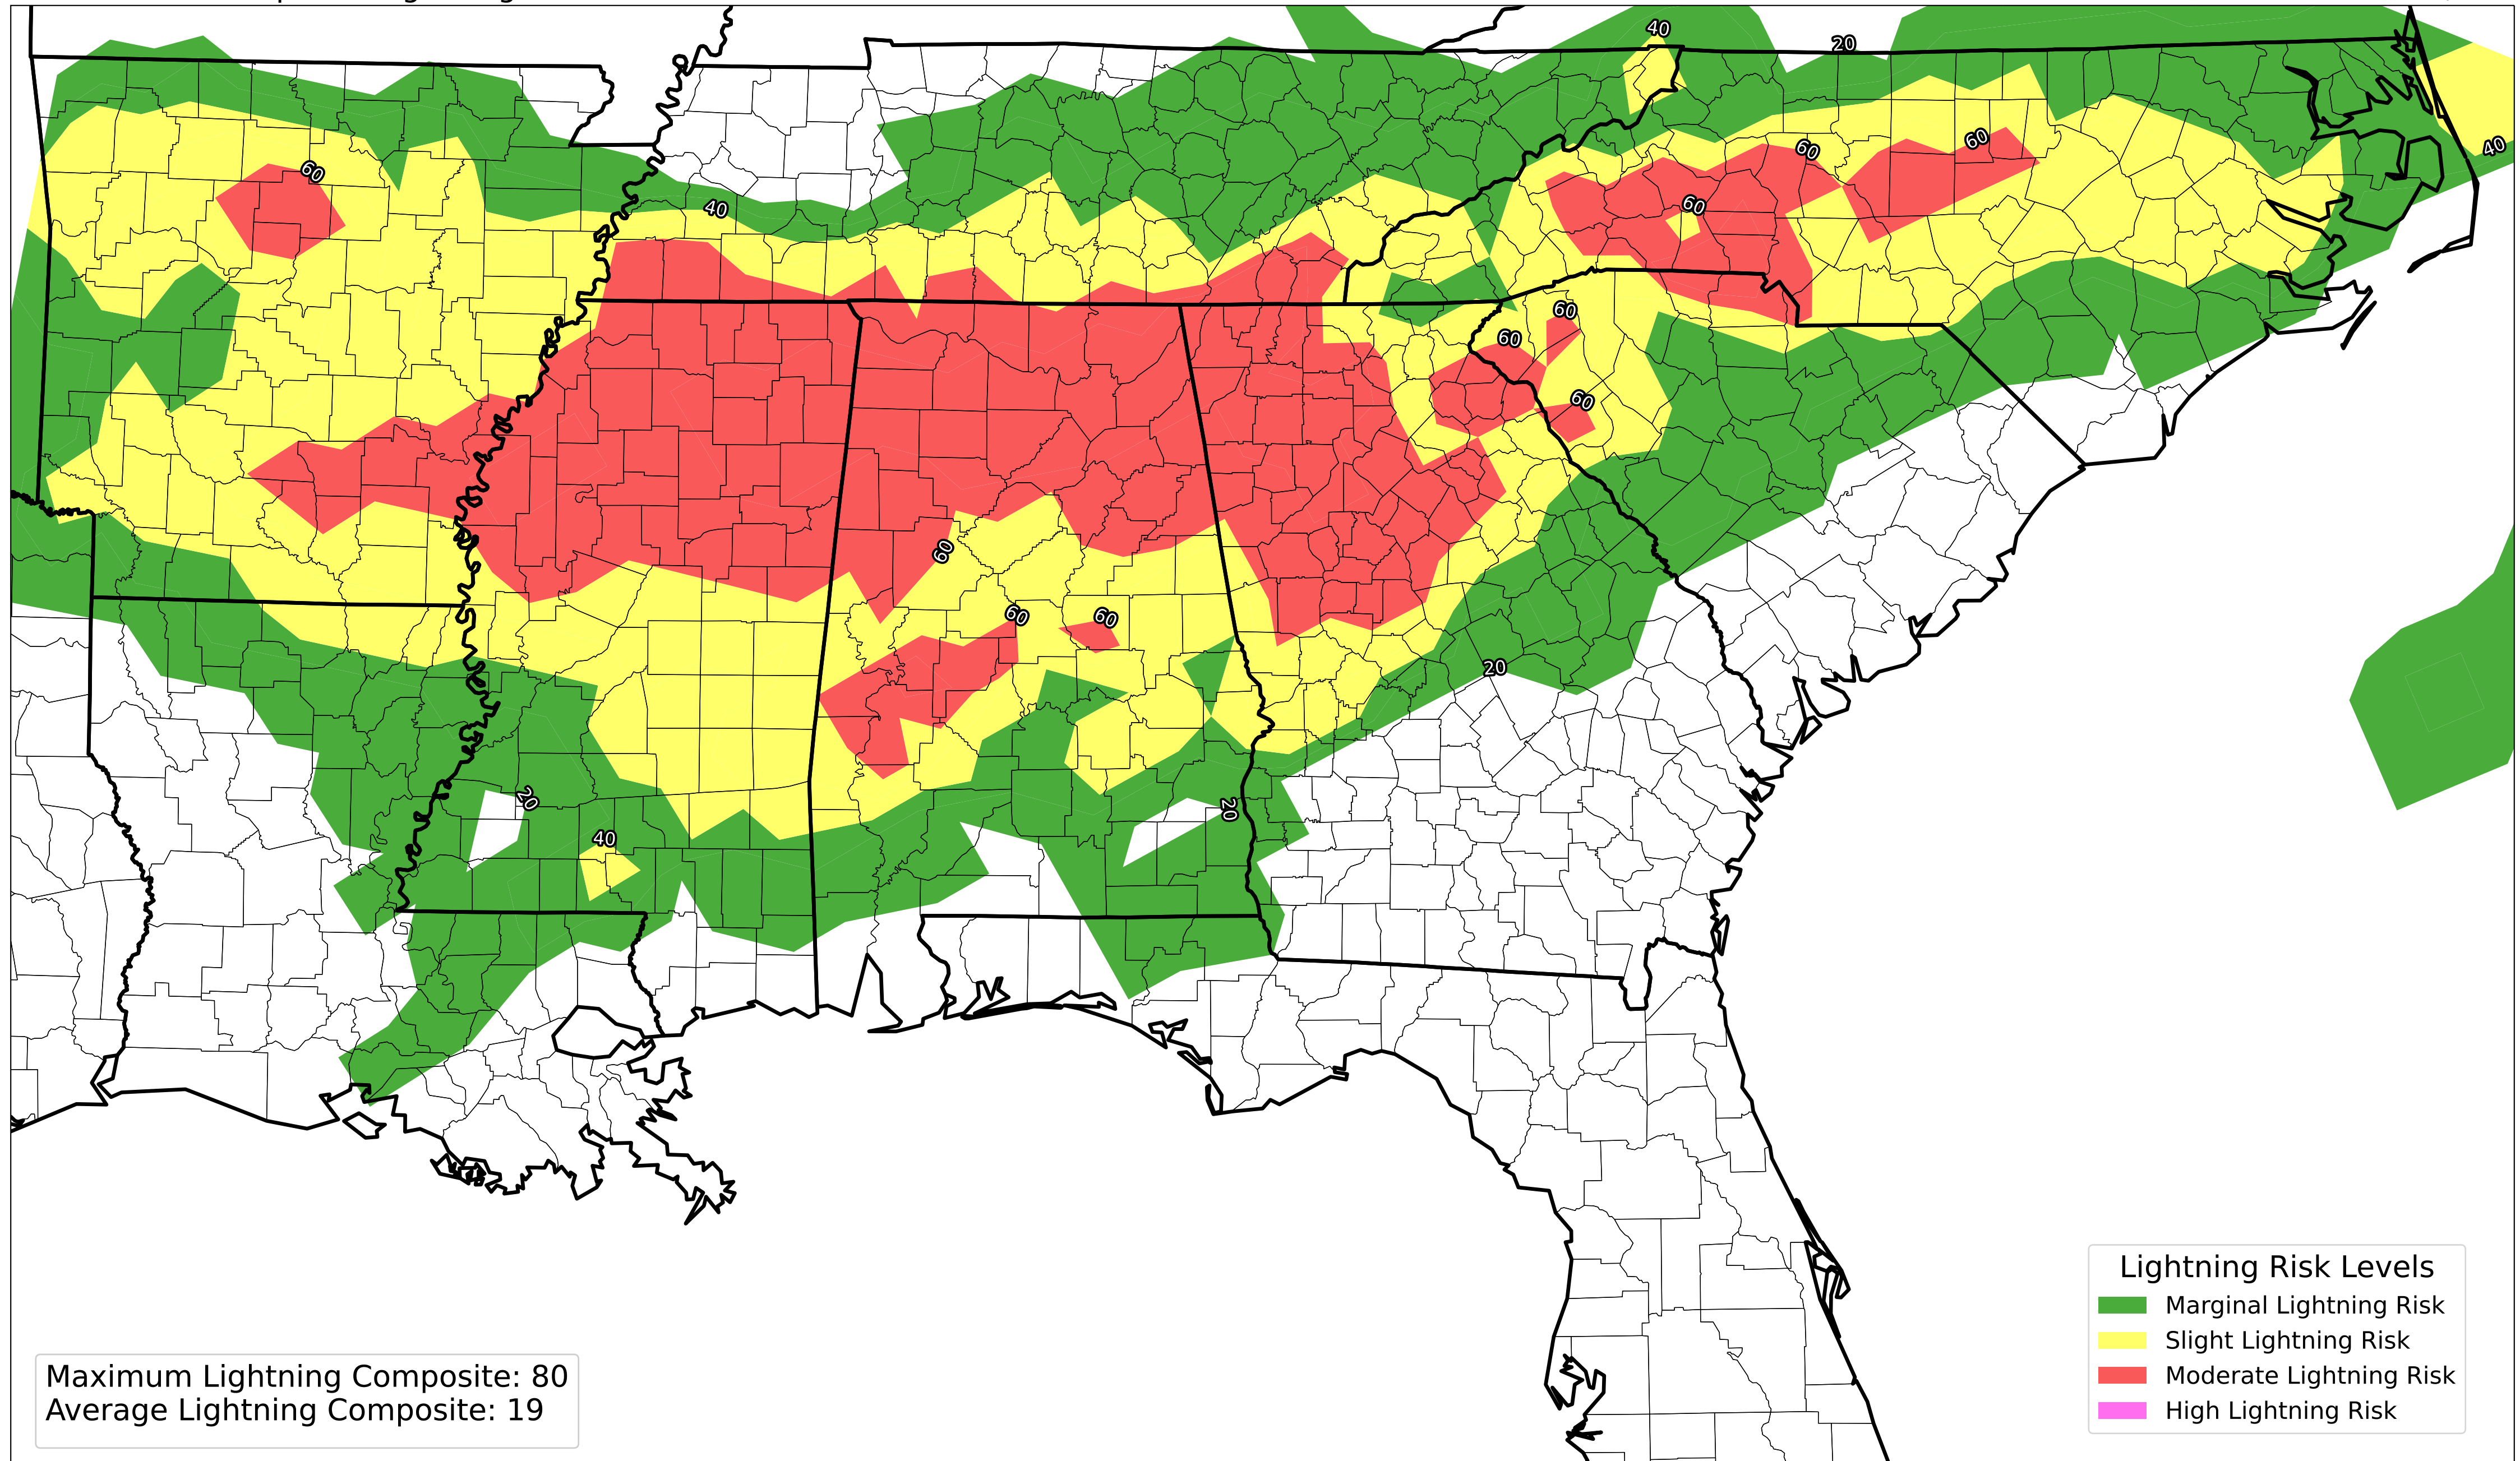 40
20
60
60
60
40
60
40
60
60
60
60
60
60
20
20
20
40
Lightning Risk Levels
Marginal Lightning Risk
Slight Lightning Risk
Moderate Lightning Risk
High Lightning Risk
Maximum Lightning Composite: 80
Average Lightning Composite: 19